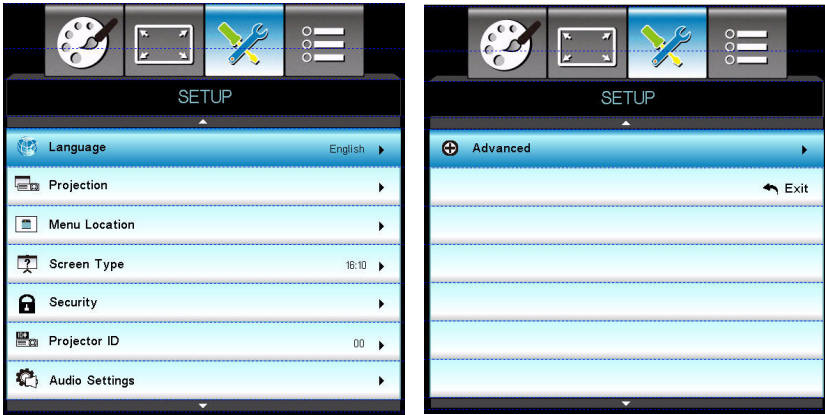 SETUP
Language English
Projection
Menu Location
Screen Type 16:10
Security
Projector ID 00
Audio Settings
SETUP
Advanced
Exit